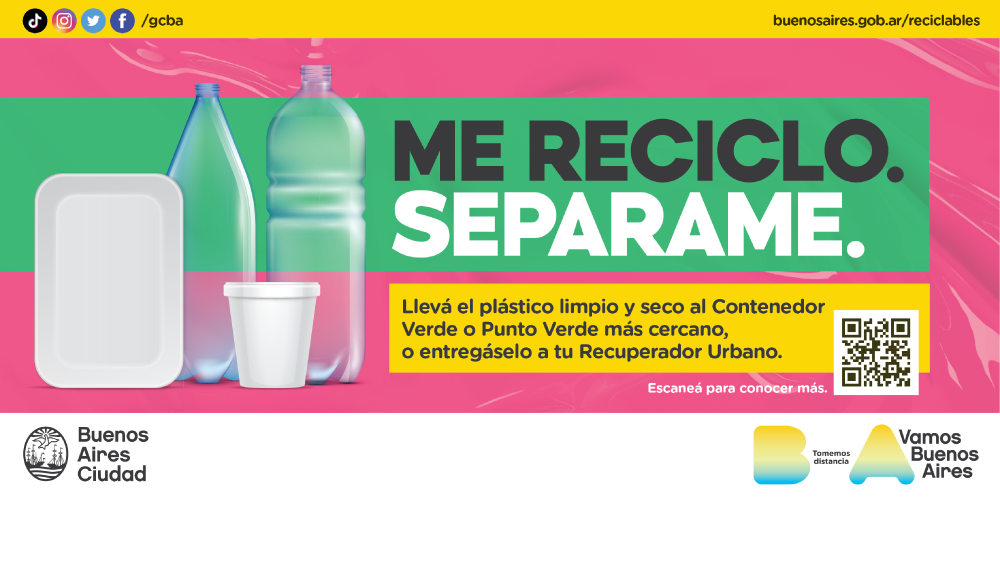 /gcba
buenosaires.gob.ar/reciclables
ME RECICLO.
SEPARAME.
Llevá el plástico limpio y seco al Contenedor
Verde o Punto Verde más cercano,
o entregáselo a tu Recuperador Urbano.
Escaneá para conocer más.
Buenos
Aires
Ciudad
B
Tomemos
distancia
A
Vamos
Buenos
Aires